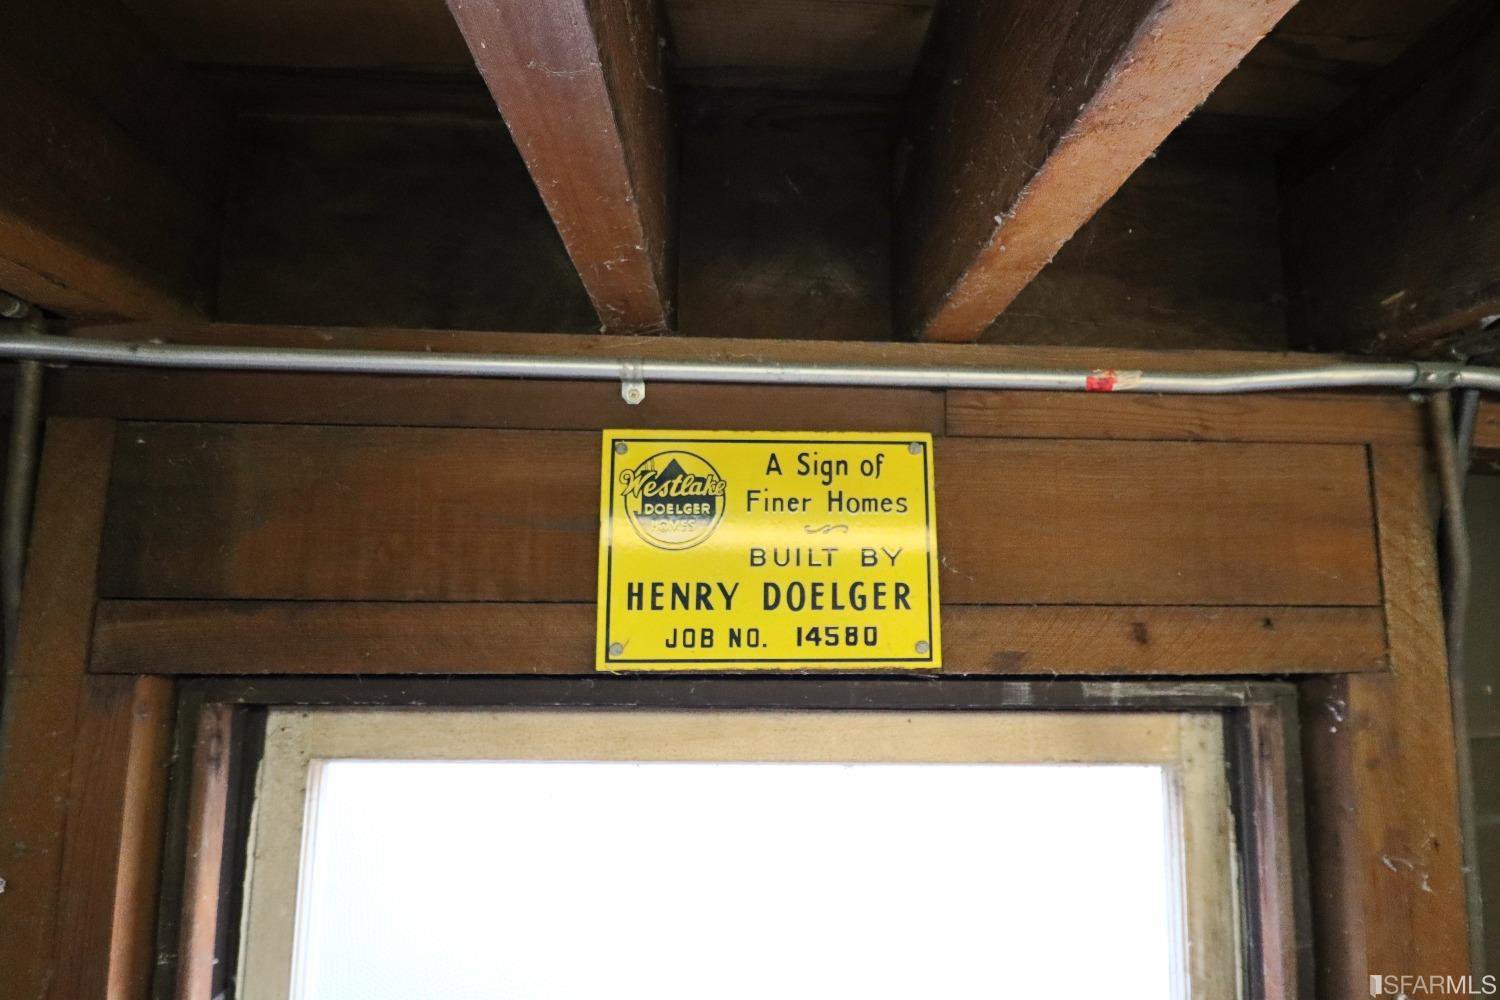 Westlake
DOELGER
HOMES
A Sign of
Finer Homes
BUILT BY
HENRY DOELGER
JOB NO. 14580
SFARMLS